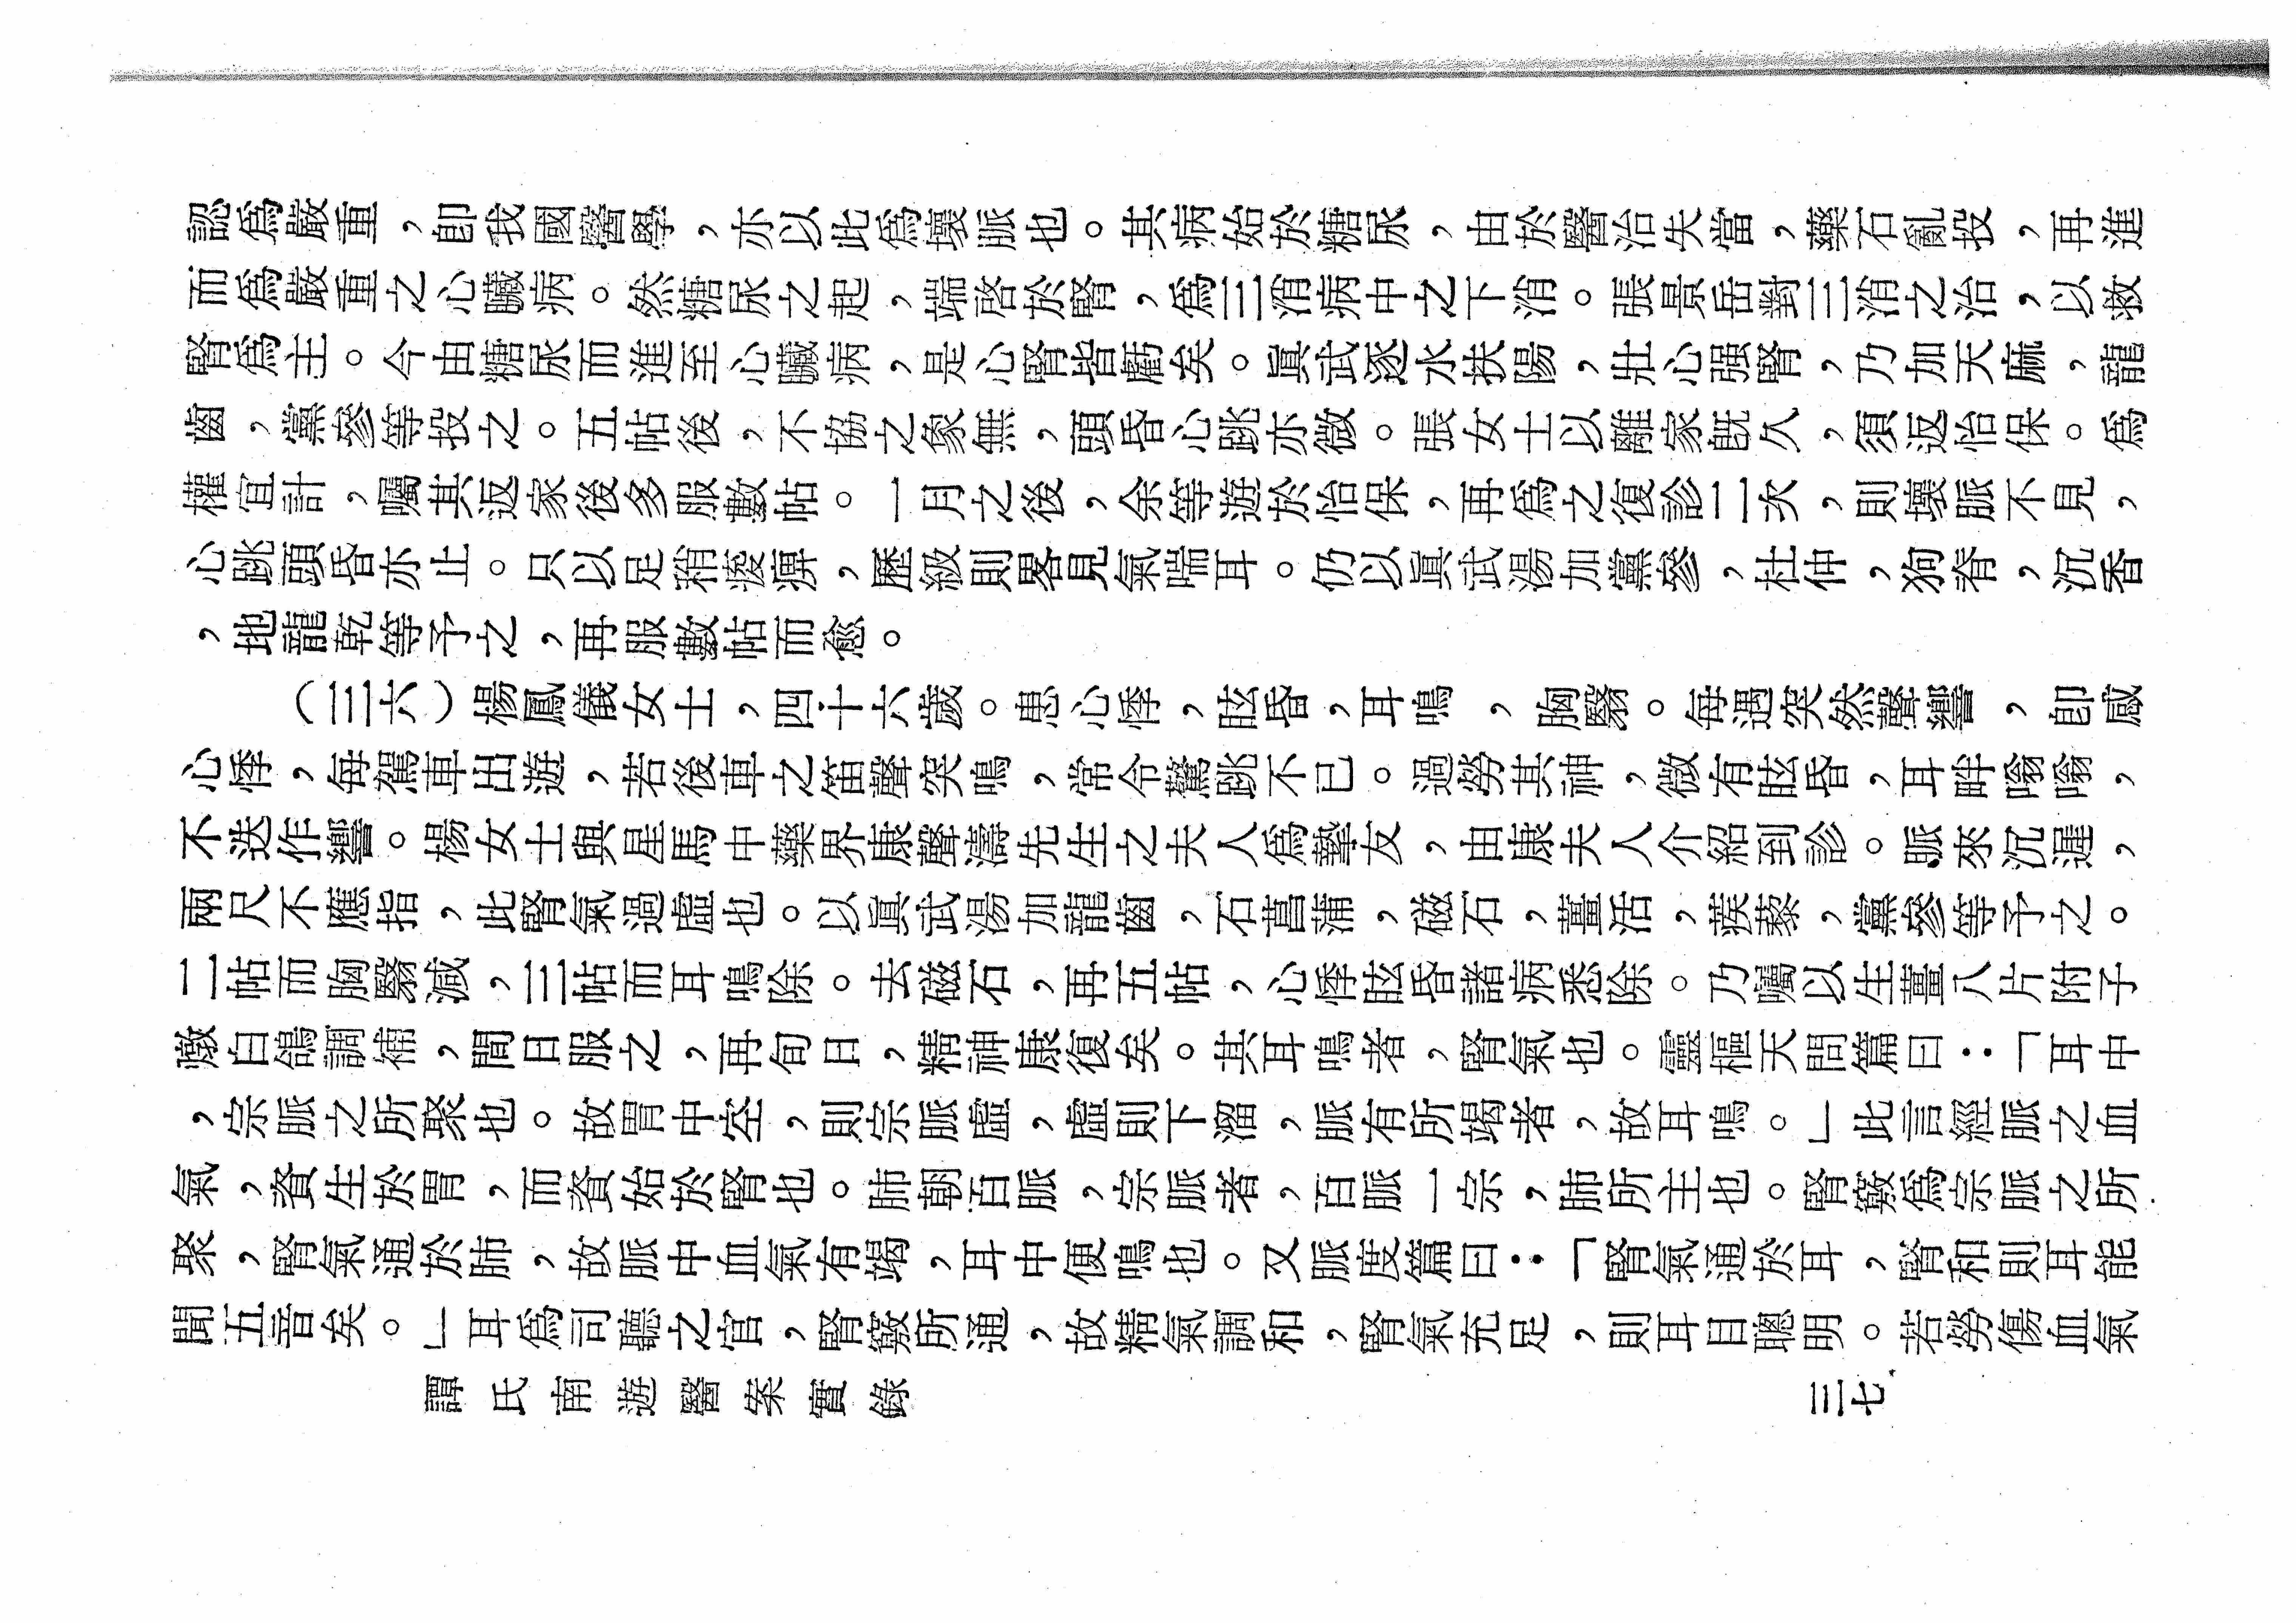 認爲嚴重，卽我國醫學，亦以此爲壞脈也。其病始於糖尿，由於醫治失當，藥石亂投，再進
而爲嚴重之心臟病。然糖尿之起，端啓於腎，爲三消病中之下消。張景岳對三消之治，以救
腎爲主。今由糖尿而進至心臟病，是心腎皆虧矣。眞武逐水扶陽，壯心强腎，乃加天麻，龍
齒，黨參等投之。五帖後，不協之象無，頭昏心跳亦微。張女士以離家旣久，須返怡保。爲
權宜計，囑其返家後多服數帖。一月之後，余等遊於怡保，再爲之復診二次，則壞脈不見，
心跳頭昏亦止。只以足稍痠痹，歷級則畧見氣喘耳。仍以眞武湯加黨參，杜仲，狗脊，沉香
，地龍乾等予之，再服數帖而愈。
（三六）楊鳳儀女士，四十六歲。患心悸，眩昏，耳鳴，胸翳。每遇突然聲響，卽感
心悸，每駕車出遊，若後車之笛聲突鳴，常令驚跳不已。過勞其神，微有眩昏，耳畔嗡嗡，
不迭作響。楊女士與星馬中藥界康聲濤先生之夫人爲藝友，由康夫人介紹到診。脈來沉遲，
兩尺不應指，此腎氣過虛也。以眞武湯加龍齒，石菖蒲，磁石，薑活，蒺藜，黨參等予之。
二帖而胸翳減，三帖而耳鳴除。去磁石，再五帖，心悸眩昏諸病悉除。乃囑以生薑八片附子
燉白鴿調補，間日服之，再旬日，精神康復矣。其耳鳴者，腎氣也。靈樞天問篇曰：「耳中
，宗脈之所聚也。故胃中空，則宗脈虛，虛則下溜，脈有所竭者，故耳鳴。」此言經脈之血
氣，資生於胃，而資始於腎也。肺朝百脈，宗脈者，百脈一宗，肺所主也。腎竅爲宗脈之所
聚，腎氣通於肺，故脈中血氣有竭，耳中便鳴也。又脈度篇曰：「腎氣通於耳，腎和則耳能
聞五音矣。」耳爲司聽之官，腎竅所通，故精氣調和，腎氣充足，則耳目聰明。若勞傷血氣
譚氏南遊醫案實錄
三七